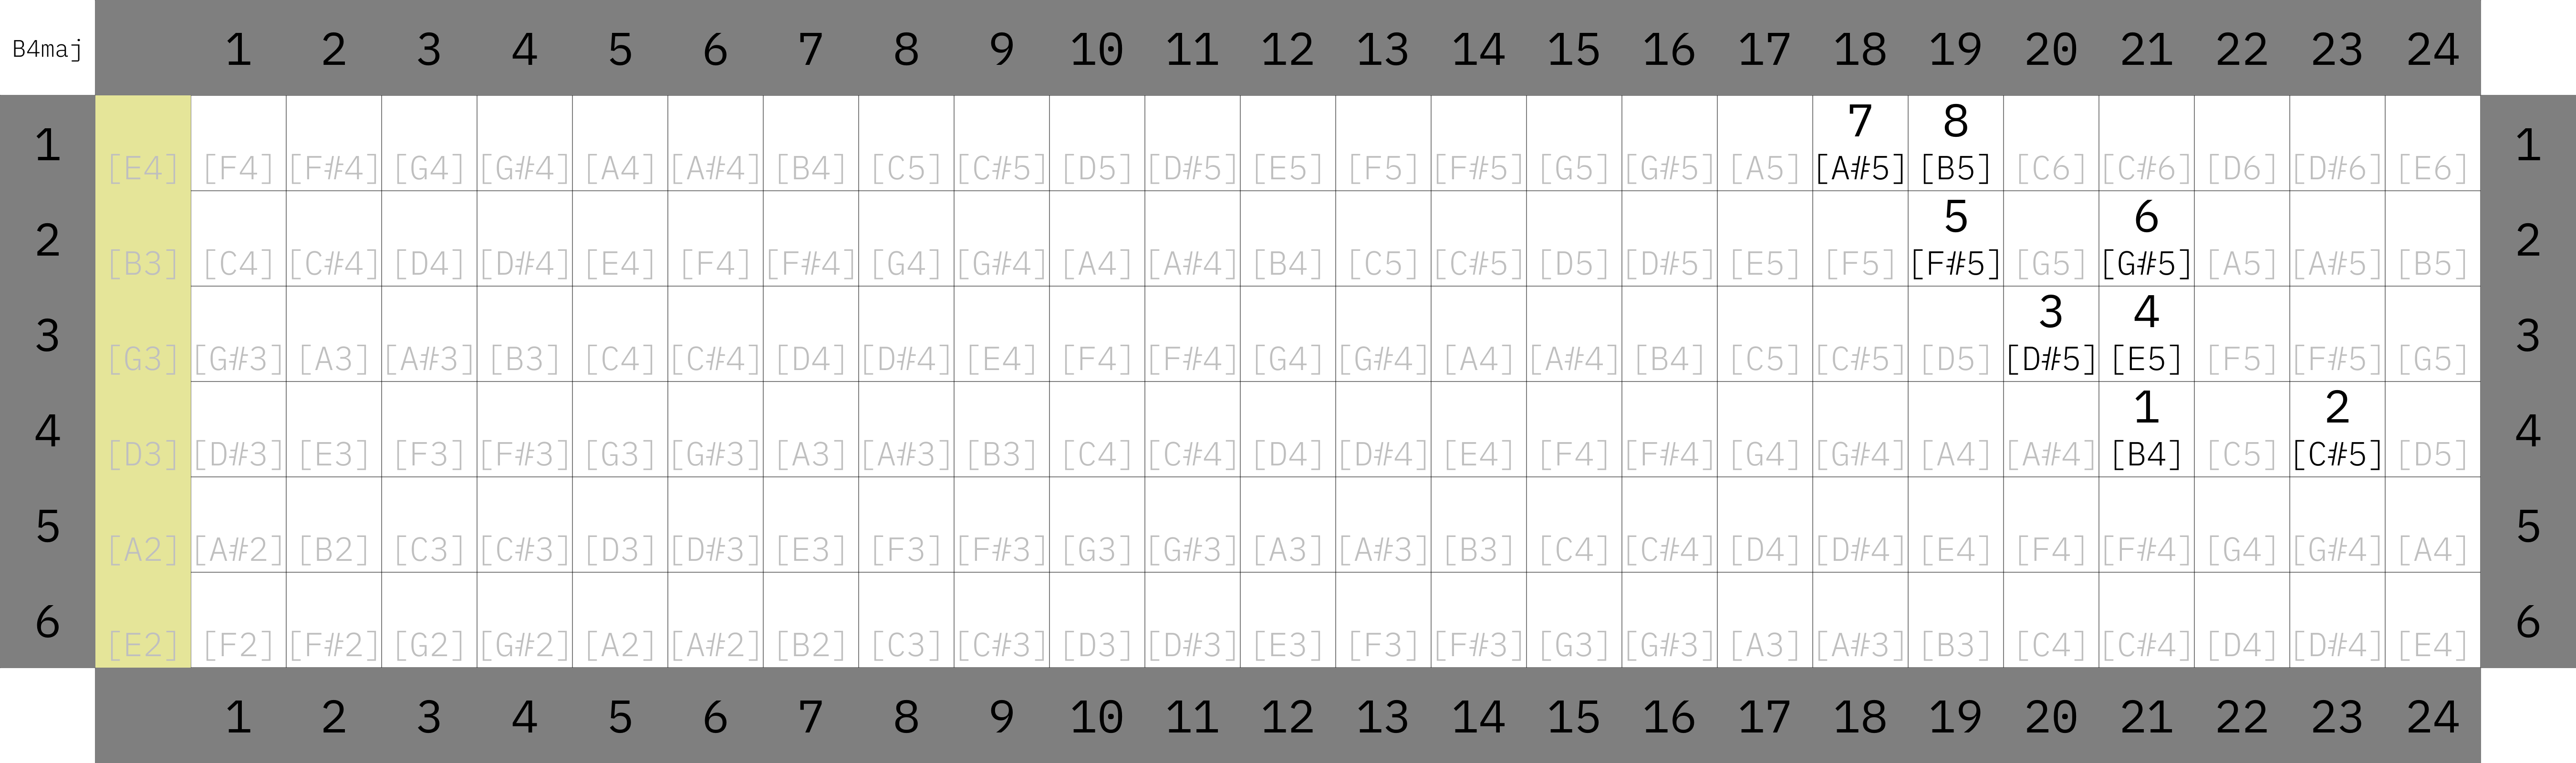 B4maj 1 2 3 4 5 6 7 8 9 10 11 12 13 14 15 16 17 18 19 20 21 22 23 24
7 8
1 [E4] [F4] [F#4] [G4] [G#4] [A4] [A#4] [B4] [C5] [C#5] [D5] [D#5] [E5] [F5] [F#5] [G5] [G#5] [A5] [A#5] [B5] [C6] [C#6] [D6] [D#6] [E6] 1
5 6
2 [B3] [C4] [C#4] [D4] [D#4] [E4] [F4] [F#4] [G4] [G#4] [A4] [A#4] [B4] [C5] [C#5] [D5] [D#5] [E5] [F5] [F#5] [G5] [G#5] [A5] [A#5] [B5] 2
3 4
3 [G3] [G#3] [A3] [A#3] [B3] [C4] [C#4] [D4] [D#4] [E4] [F4] [F#4] [G4] [G#4] [A4] [A#4] [B4] [C5] [C#5] [D5] [D#5] [E5] [F5] [F#5] [G5] 3
1 2
4 [D3] [D#3] [E3] [F3] [F#3] [G3] [G#3] [A3] [A#3] [B3] [C4] [C#4] [D4] [D#4] [E4] [F4] [F#4] [G4] [G#4] [A4] [A#4] [B4] [C5] [C#5] [D5] 4
5 [A2] [A#2] [B2] [C3] [C#3] [D3] [D#3] [E3] [F3] [F#3] [G3] [G#3] [A3] [A#3] [B3] [C4] [C#4] [D4] [D#4] [E4] [F4] [F#4] [G4] [G#4] [A4] 5
6 [E2] [F2] [F#2] [G2] [G#2] [A2] [A#2] [B2] [C3] [C#3] [D3] [D#3] [E3] [F3] [F#3] [G3] [G#3] [A3] [A#3] [B3] [C4] [C#4] [D4] [D#4] [E4] 6
1 2 3 4 5 6 7 8 9 10 11 12 13 14 15 16 17 18 19 20 21 22 23 24